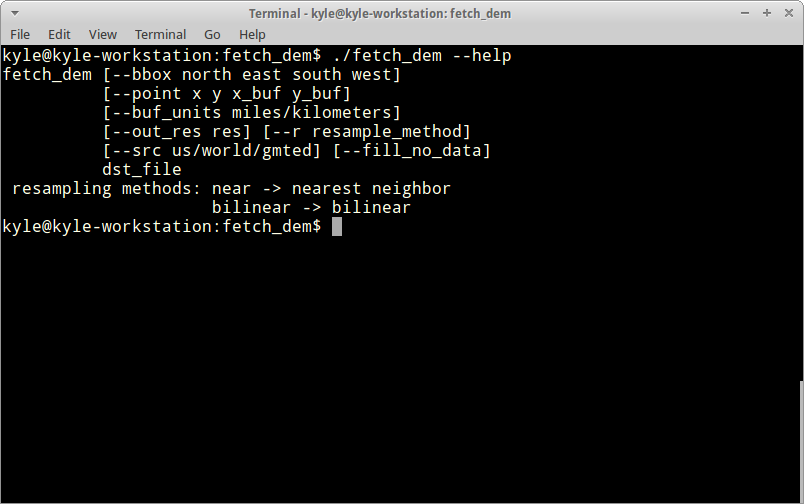 Terminal - kyle@kyle-workstation: fetch_dem
File Edit View Terminal Go Help
kyle@kyle-workstation:fetch_dem$ ./fetch_dem --help
fetch_dem [--bbox north east south west]
          [--point x y x_buf y_buf]
          [--buf_units miles/kilometers]
          [--out_res res] [--r resample_method]
          [--src us/world/gmted] [--fill_no_data]
          dst_file
 resampling methods: near -> nearest neighbor
                     bilinear -> bilinear
kyle@kyle-workstation:fetch_dem$